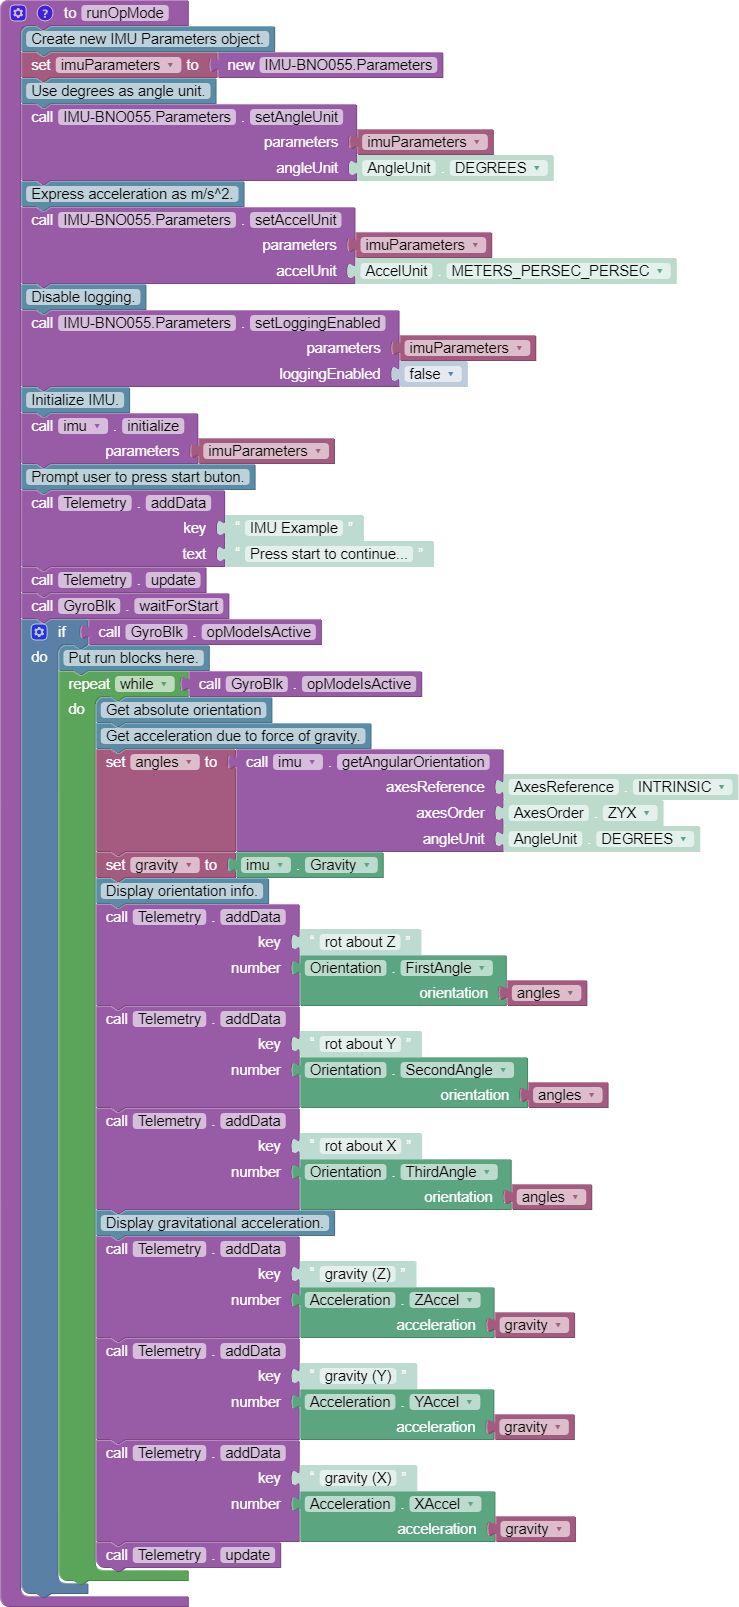 to runOpMode
Create new IMU Parameters object.
set imuParameters to new IMU-BNO055.Parameters
Use degrees as angle unit.
call IMU-BNO055.Parameters . setAngleUnit
parameters imuParameters
angleUnit AngleUnit . DEGREES
Express acceleration as m/s^2.
call IMU-BNO055.Parameters . setAccelUnit
parameters imuParameters
accelUnit AccelUnit . METERS_PERSEC_PERSEC
Disable logging.
call IMU-BNO055.Parameters . setLoggingEnabled
parameters imuParameters
loggingEnabled false
Initialize IMU.
call imu . initialize
parameters imuParameters
Prompt user to press start buton.
call Telemetry . addData
key “ IMU Example ”
text “ Press start to continue... ”
call Telemetry . update
call GyroBlk . waitForStart
if call GyroBlk . opModeIsActive
do Put run blocks here.
repeat while call GyroBlk . opModeIsActive
do Get absolute orientation
Get acceleration due to force of gravity.
set angles to call imu . getAngularOrientation
axesReference AxesReference . INTRINSIC
axesOrder AxesOrder . ZYX
angleUnit AngleUnit . DEGREES
set gravity to imu . Gravity
Display orientation info.
call Telemetry . addData
key “ rot about Z ”
number Orientation . FirstAngle
orientation angles
call Telemetry . addData
key “ rot about Y ”
number Orientation . SecondAngle
orientation angles
call Telemetry . addData
key “ rot about X ”
number Orientation . ThirdAngle
orientation angles
Display gravitational acceleration.
call Telemetry . addData
key “ gravity (Z) ”
number Acceleration . ZAccel
acceleration gravity
call Telemetry . addData
key “ gravity (Y) ”
number Acceleration . YAccel
acceleration gravity
call Telemetry . addData
key “ gravity (X) ”
number Acceleration . XAccel
acceleration gravity
call Telemetry . update